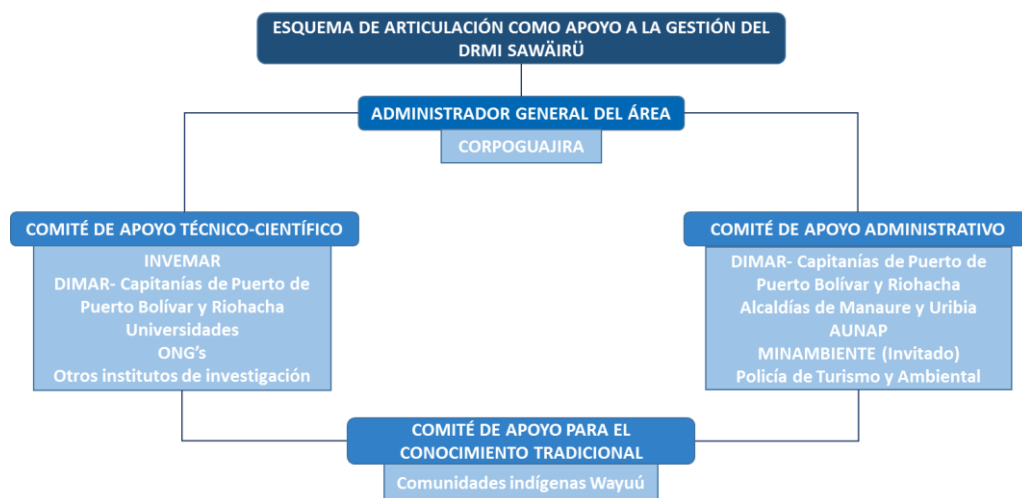 ESQUEMA DE ARTICULACIÓN COMO APOYO A LA GESTIÓN DEL
DRMI SAWÄIRÜ
ADMINISTRADOR GENERAL DEL ÁREA
CORPOGUAJIRA
COMITÉ DE APOYO TÉCNICO-CIENTÍFICO
INVEMAR
DIMAR- Capitanías de Puerto de
Puerto Bolívar y Riohacha
Universidades
ONG's
Otros institutos de investigación
COMITÉ DE APOYO ADMINISTRATIVO
DIMAR- Capitanías de Puerto de
Puerto Bolívar y Riohacha
Alcaldías de Manaure y Uribia
AUNAP
MINAMBIENTE (Invitado)
Policía de Turismo y Ambiental
COMITÉ DE APOYO PARA EL
CONOCIMIENTO TRADICIONAL
Comunidades indígenas Wayuú